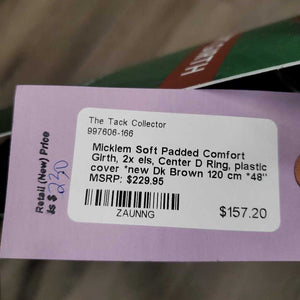 GIRTH
The Tack Collector
997606-166
Micklem Soft Padded Comfort
Girth, 2x els, Center D Ring, plastic
cover *new Dk Brown 120 cm *48"
MSRP: $229.95
ZAUNNG
$157.20
Retail (New) Price
is $ 230